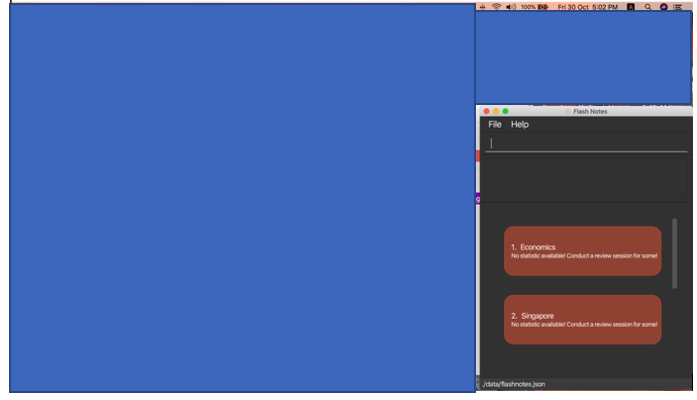 100% Fri 30 Oct 5:02 PM A
Flash Notes
File Help
1. Economics
No statistic available! Conduct a review session for some!
2. Singapore
No statistic available! Conduct a review session for some!
./data/flashnotes.json